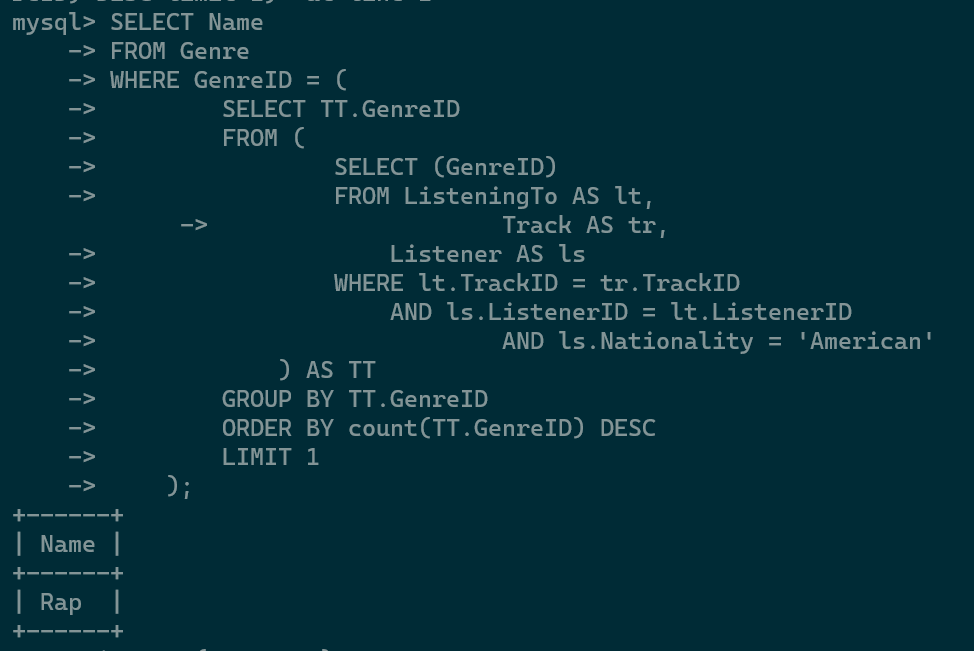 mysql> SELECT Name
    -> FROM Genre
    -> WHERE GenreID = (
    ->         SELECT TT.GenreID
    ->         FROM (
    ->                 SELECT (GenreID)
    ->                 FROM ListeningTo AS lt,
            ->                     Track AS tr,
    ->                     Listener AS ls
    ->                 WHERE lt.TrackID = tr.TrackID
    ->                     AND ls.ListenerID = lt.ListenerID
    ->                             AND ls.Nationality = 'American'
    ->             ) AS TT
    ->         GROUP BY TT.GenreID
    ->         ORDER BY count(TT.GenreID) DESC
    ->         LIMIT 1
    ->     );
+------+
| Name |
+------+
| Rap  |
+------+